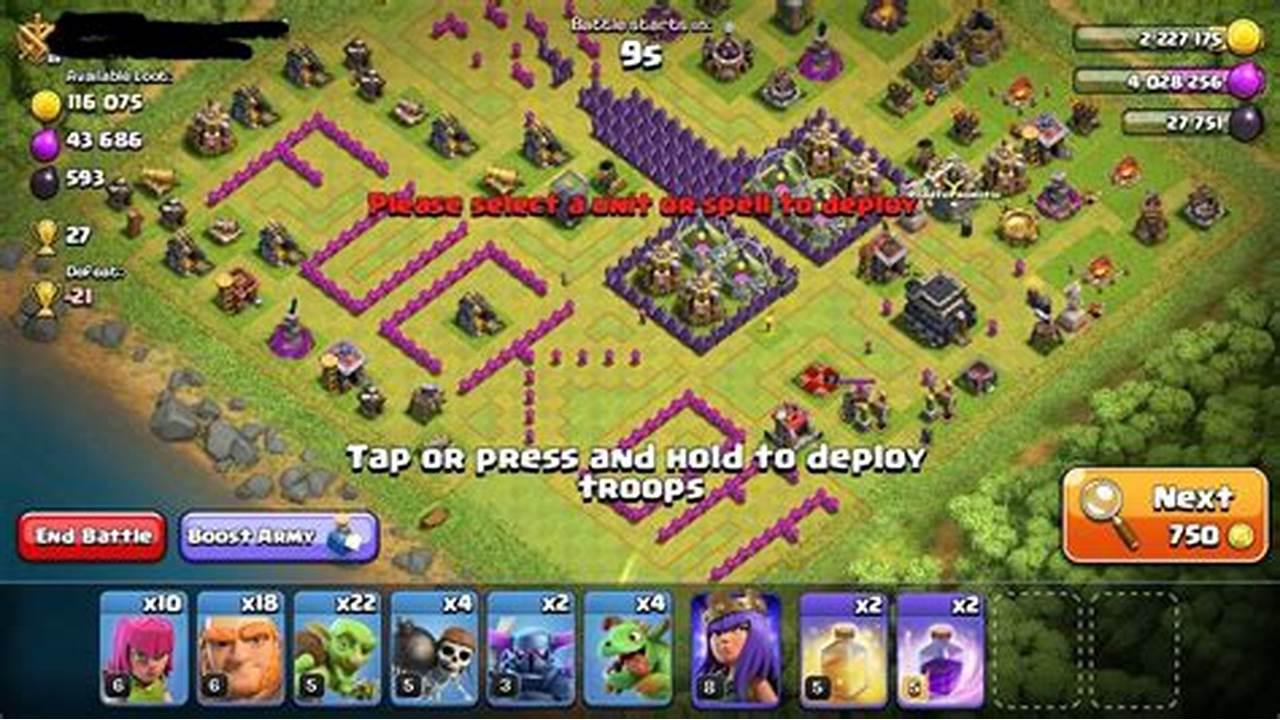 Battle starts in:
9s
Available Loot:
116 075
43 686
593
27
Defeat:
-21
2 227 175
4 028 256
27 751
Please select a unit or spell to deploy
Tap or press and hold to deploy
troops
End Battle
Boost Army
Next
750
x10
x18
x22
x4
x2
x4
x2
x2
6
6
5
5
3
8
5
5